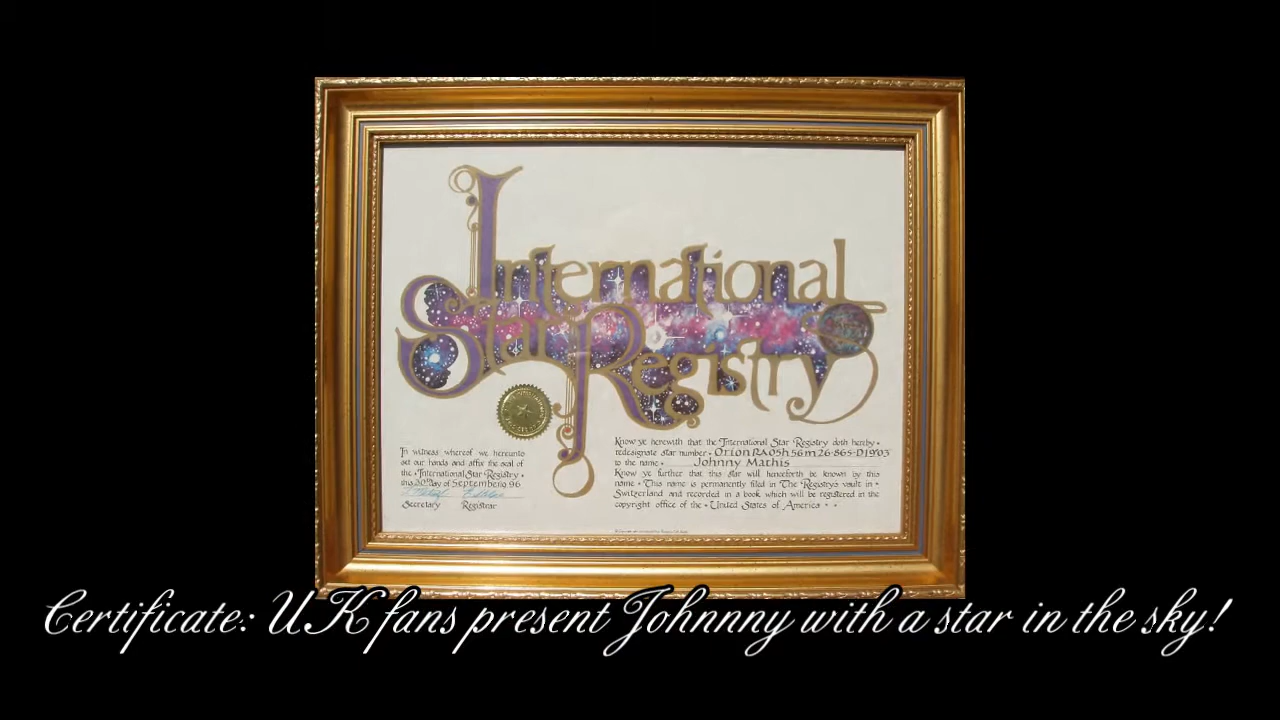 International
Star Registry
In witness whereof we hereunto
set our hands and affix the seal of
the • International Star Registry •
this 30th day of September 19 96
Secretary Registrar
Know ye herewith that the International Star Registry doth hereby •
redesignate star number • Orion RA05h 56m 26•865-D19°03
to the name • Johnny Mathis
Know ye further that this star will henceforth be known by this
name • This name is permanently filed in The Registry's vault in •
Switzerland and recorded in a book which will be registered in the
copyright office of the • United States of America • •
Certificate: UK fans present Johnnny with a star in the sky!